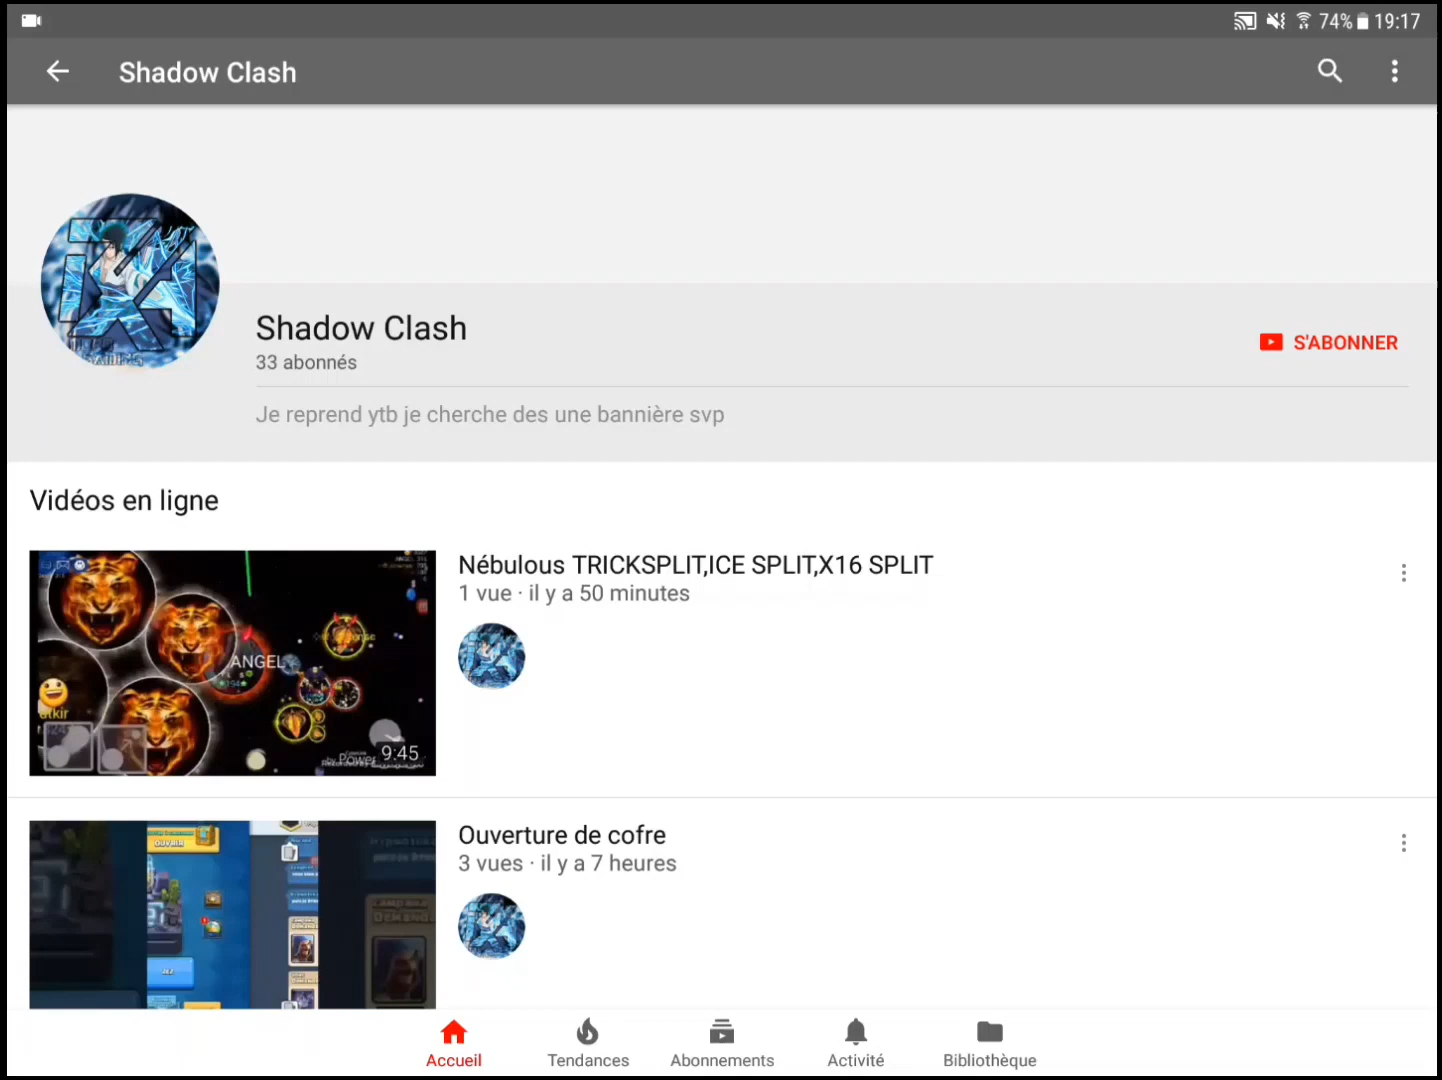 74% 19:17
Shadow Clash
Shadow Clash
33 abonnés
S'ABONNER
Je reprend ytb je cherche des une bannière svp
Vidéos en ligne
Nébulous TRICKSPLIT,ICE SPLIT,X16 SPLIT
1 vue · il y a 50 minutes
ANGEL
9:45
Ouverture de cofre
3 vues · il y a 7 heures
OUVRIR
Accueil
Tendances
Abonnements
Activité
Bibliothèque